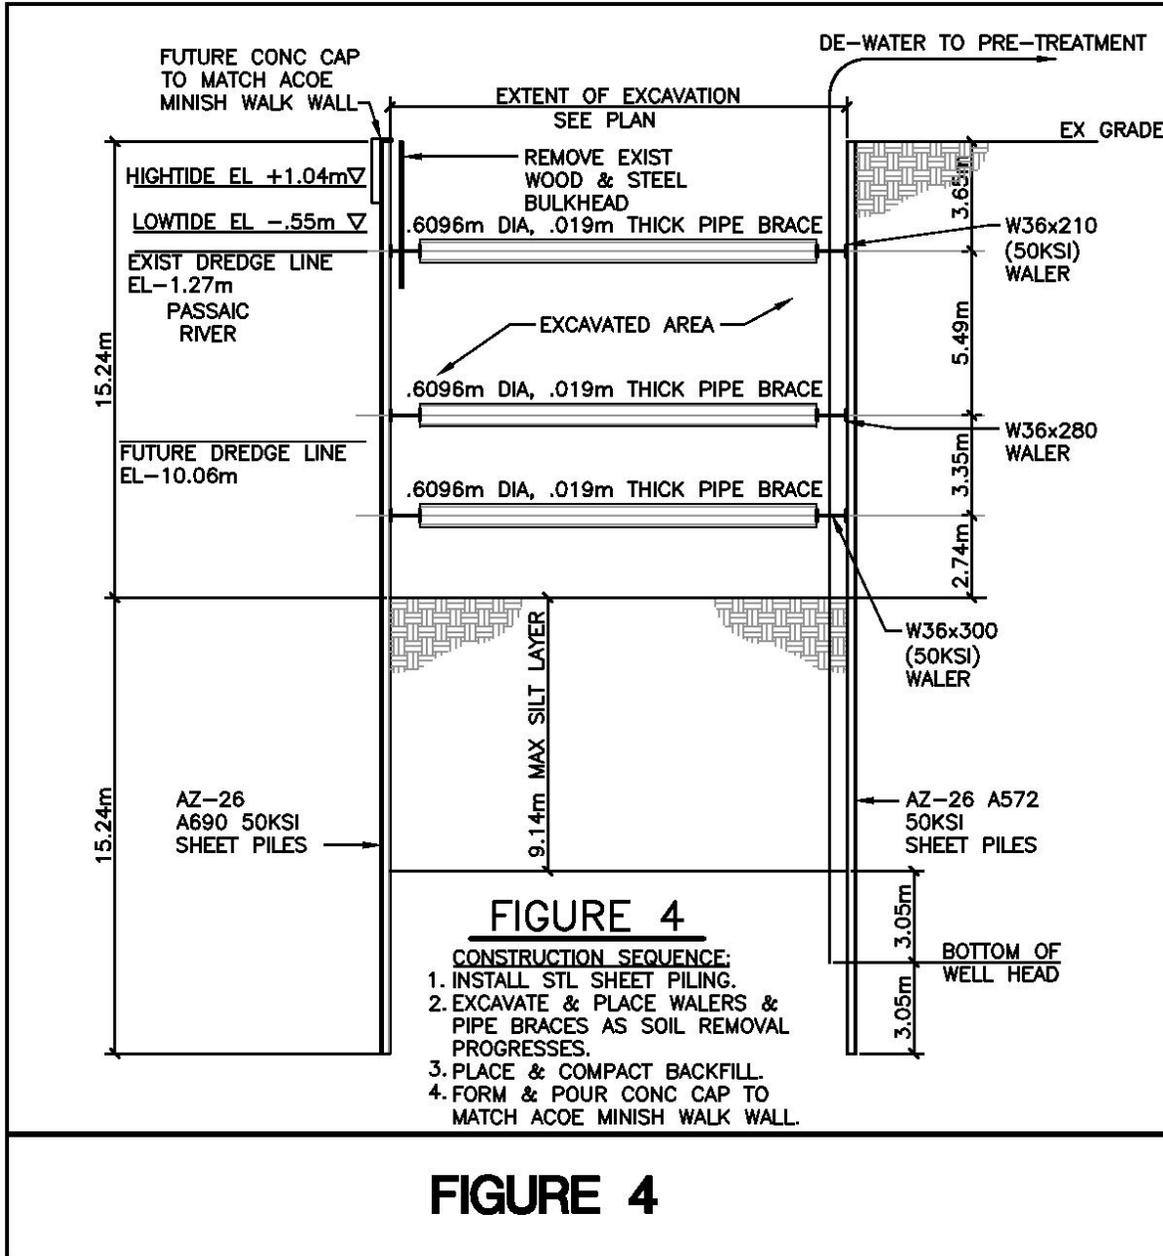 DE-WATER TO PRE-TREATMENT
FUTURE CONC CAP
TO MATCH ACOE
MINISH WALK WALL
EXTENT OF EXCAVATION
SEE PLAN
EX GRADE
REMOVE EXIST
WOOD & STEEL
BULKHEAD
HIGHTIDE EL +1.04m
LOWTIDE EL -.55m
3.65m
.6096m DIA, .019m THICK PIPE BRACE
W36x210
(50KSI)
WALER
EXIST DREDGE LINE
EL-1.27m
PASSAIC
RIVER
EXCAVATED AREA
5.49m
15.24m
.6096m DIA, .019m THICK PIPE BRACE
W36x280
WALER
FUTURE DREDGE LINE
EL-10.06m
3.35m
.6096m DIA, .019m THICK PIPE BRACE
2.74m
W36x300
(50KSI)
WALER
9.14m MAX SILT LAYER
15.24m
AZ-26
A690 50KSI
SHEET PILES
AZ-26 A572
50KSI
SHEET PILES
3.05m
BOTTOM OF
WELL HEAD
3.05m
FIGURE 4
CONSTRUCTION SEQUENCE:
1. INSTALL STL SHEET PILING.
2. EXCAVATE & PLACE WALERS &
PIPE BRACES AS SOIL REMOVAL
PROGRESSES.
3. PLACE & COMPACT BACKFILL.
4. FORM & POUR CONC CAP TO
MATCH ACOE MINISH WALK WALL.
FIGURE 4